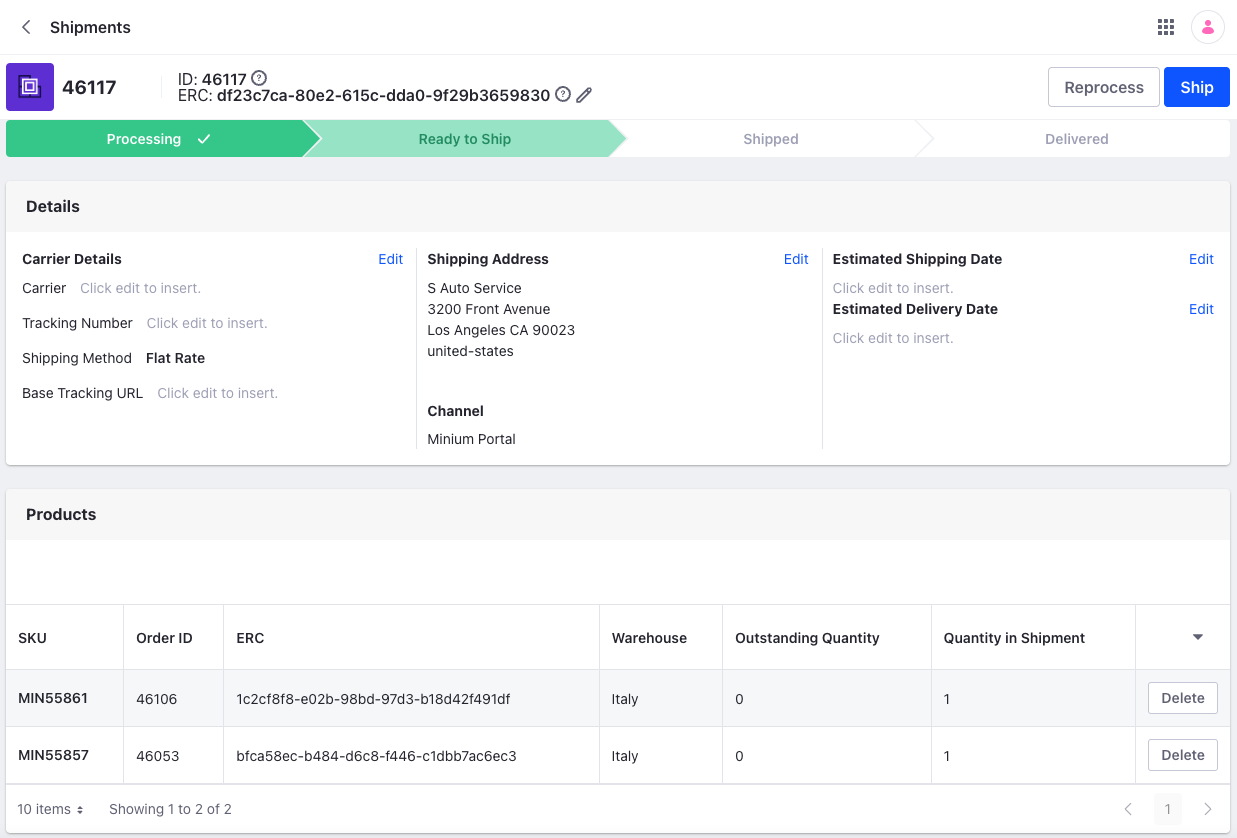 Shipments
46117
ID: 46117 ?
ERC: df23c7ca-80e2-615c-dda0-9f29b3659830 ?
Reprocess
Ship
Processing
Ready to Ship
Shipped
Delivered
Details
Carrier Details Edit
Carrier Click edit to insert.
Tracking Number Click edit to insert.
Shipping Method Flat Rate
Base Tracking URL Click edit to insert.
Shipping Address Edit
S Auto Service
3200 Front Avenue
Los Angeles CA 90023
united-states
Channel
Minium Portal
Estimated Shipping Date Edit
Click edit to insert.
Estimated Delivery Date Edit
Click edit to insert.
Products
SKU Order ID ERC Warehouse Outstanding Quantity Quantity in Shipment
MIN55861 46106 1c2cf8f8-e02b-98bd-97d3-b18d42f491df Italy 0 1 Delete
MIN55857 46053 bfca58ec-b484-d6c8-f446-c1dbb7ac6ec3 Italy 0 1 Delete
10 items Showing 1 to 2 of 2 1